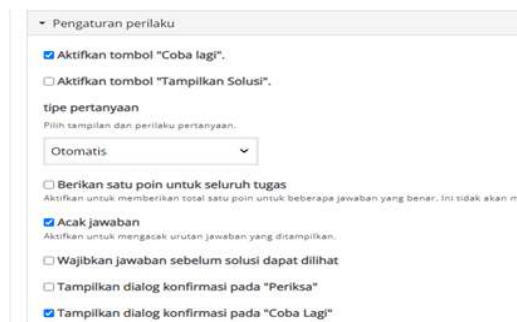 Pengaturan perilaku
Aktifkan tombol "Coba lagi".
Aktifkan tombol "Tampilkan Solusi".
tipe pertanyaan
Pilih tampilan dan perilaku pertanyaan.
Otomatis
Berikan satu poin untuk seluruh tugas
Aktifkan untuk memberikan total satu poin untuk beberapa jawaban yang benar. Ini tidak akan
Acak jawaban
Aktifkan untuk mengacak urutan jawaban yang ditampilkan.
Wajibkan jawaban sebelum solusi dapat dilihat
Tampilkan dialog konfirmasi pada "Periksa"
Tampilkan dialog konfirmasi pada "Coba Lagi"